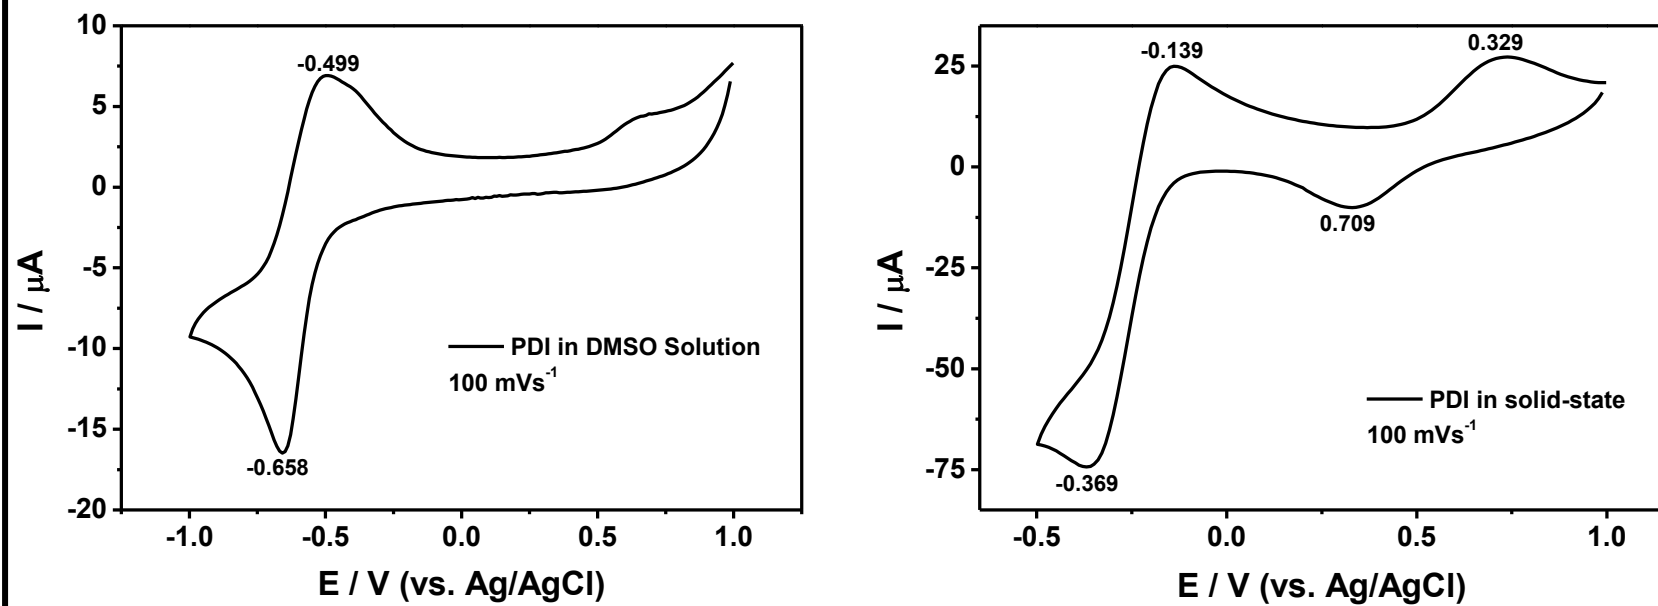 10
5
0
-5
-10
-15
-20
I / μA
-0.499
-0.658
PDI in DMSO Solution
100 mVs⁻¹
-1.0 -0.5 0.0 0.5 1.0
E / V (vs. Ag/AgCl)
25
0
-25
-50
-75
I / μA
-0.139
0.329
0.709
-0.369
PDI in solid-state
100 mVs⁻¹
-0.5 0.0 0.5 1.0
E / V (vs. Ag/AgCl)